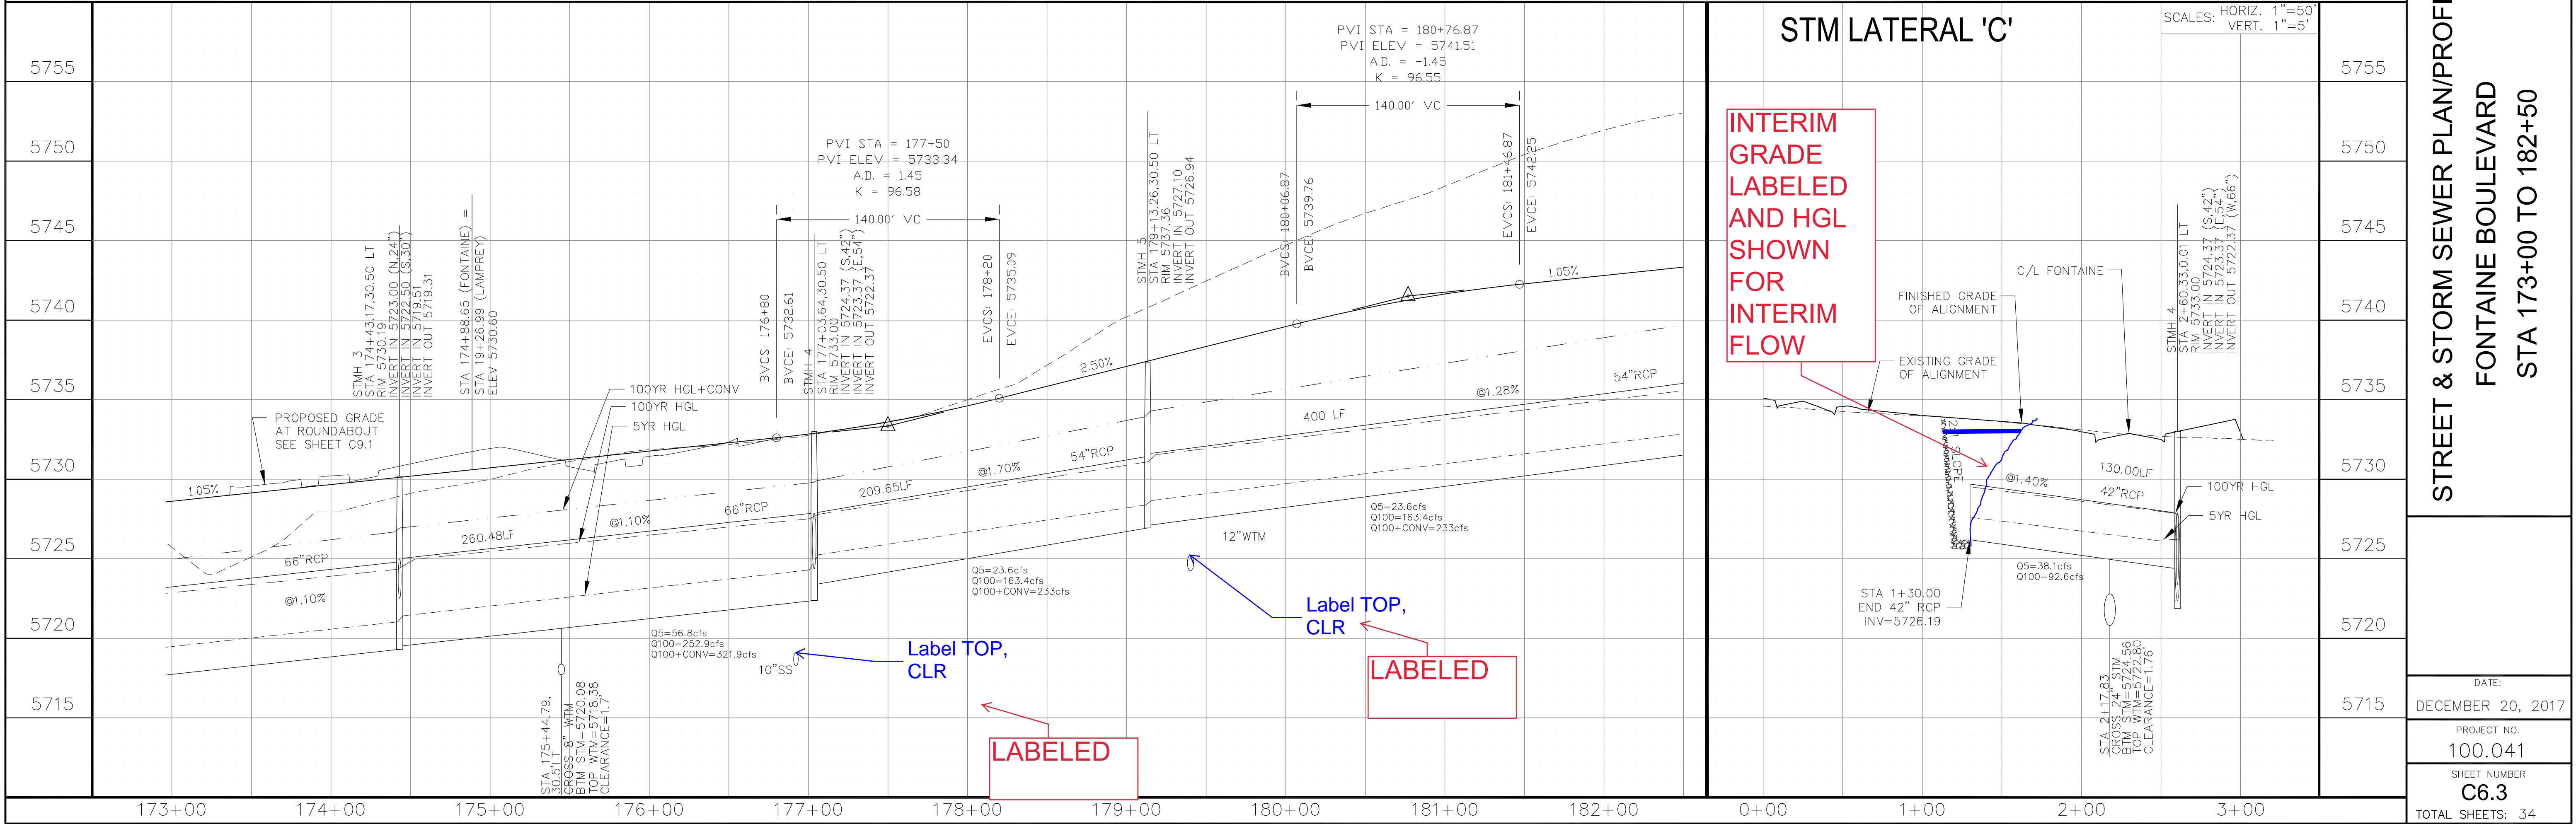 5755
5750
5745
5740
5735
5730
5725
5720
5715
PVI STA = 177+50
PVI ELEV = 5733.34
A.D. = 1.45
K = 96.58
140.00' VC
PVI STA = 180+76.87
PVI ELEV = 5741.51
A.D. = -1.45
K = 96.55
140.00' VC
STMH 3
STA 174+43.17,30.50 LT
RIM 5730.19
INVERT IN 5723.00 (N,24")
INVERT IN 5722.50 (S,30")
INVERT IN 5719.51
INVERT OUT 5719.31
STA 174+88.65 (FONTAINE) =
STA 19+26.99 (LAMPREY)
ELEV 5730.60
BVCS: 176+80
BVCE: 5732.61
STMH 4
STA 177+03.64,30.50 LT
RIM 5733.00
INVERT IN 5724.37 (S,42")
INVERT IN 5723.37 (E,54")
INVERT OUT 5722.37
EVCS: 178+20
EVCE: 5735.09
STMH 5
STA 179+13.26,30.50 LT
RIM 5737.36
INVERT IN 5727.10
INVERT OUT 5726.94
BVCS: 180+06.87
BVCE: 5739.76
EVCS: 181+46.87
EVCE: 5742.25
PROPOSED GRADE
AT ROUNDABOUT
SEE SHEET C9.1
100YR HGL+CONV
100YR HGL
5YR HGL
1.05%
2.50%
1.05%
66"RCP
@1.10%
260.48LF
@1.10%
66"RCP
209.65LF
@1.70%
54"RCP
400 LF
@1.28%
54"RCP
Q5=56.8cfs
Q100=252.9cfs
Q100+CONV=321.9cfs
Q5=23.6cfs
Q100=163.4cfs
Q100+CONV=233cfs
Q5=23.6cfs
Q100=163.4cfs
Q100+CONV=233cfs
12"WTM
10"SS
Label TOP,
CLR
Label TOP,
CLR
LABELED
LABELED
STA 175+44.79,
30.5' LT
CROSS 8" WTM
BTM STM=5720.08
TOP WTM=5718.38
CLEARANCE=1.7'
173+00
174+00
175+00
176+00
177+00
178+00
179+00
180+00
181+00
182+00
STM LATERAL 'C'
SCALES: HORIZ. 1"=50'
VERT. 1"=5'
INTERIM
GRADE
LABELED
AND HGL
SHOWN
FOR
INTERIM
FLOW
FINISHED GRADE
OF ALIGNMENT
C/L FONTAINE
EXISTING GRADE
OF ALIGNMENT
STMH 4
STA 2+60.33,0.01 LT
RIM 5733.00
INVERT IN 5724.37 (S,42")
INVERT IN 5723.37 (E,54")
INVERT OUT 5722.37 (W,66")
SLOPE
130.00LF
@1.40%
42"RCP
100YR HGL
5YR HGL
Q5=38.1cfs
Q100=92.6cfs
STA 1+30.00
END 42" RCP
INV=5726.19
STA 2+17.83
CROSS 24" STM
BTM STM=5724.56
TOP WTM=5722.80
CLEARANCE=1.76'
0+00
1+00
2+00
3+00
5755
5750
5745
5740
5735
5730
5725
5720
5715
STREET & STORM SEWER PLAN/PROFI
FONTAINE BOULEVARD
STA 173+00 TO 182+50
DATE:
DECEMBER 20, 2017
PROJECT NO.
100.041
SHEET NUMBER
C6.3
TOTAL SHEETS: 34